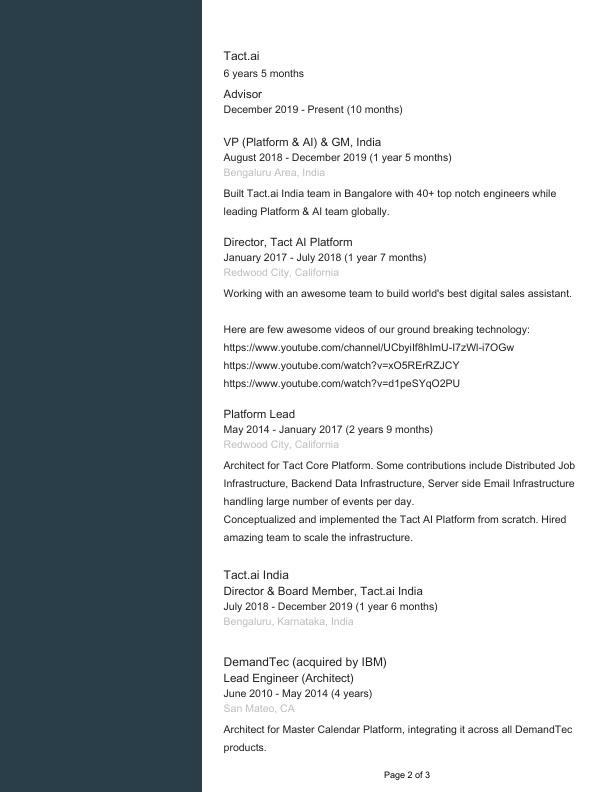 Tact.ai
6 years 5 months
Advisor
December 2019 - Present (10 months)
VP (Platform & AI) & GM, India
August 2018 - December 2019 (1 year 5 months)
Bengaluru Area, India
Built Tact.ai India team in Bangalore with 40+ top notch engineers while
leading Platform & AI team globally.
Director, Tact AI Platform
January 2017 - July 2018 (1 year 7 months)
Redwood City, California
Working with an awesome team to build world's best digital sales assistant.
Here are few awesome videos of our ground breaking technology:
https://www.youtube.com/channel/UCbyiIf8hImU-I7zWl-i7OGw
https://www.youtube.com/watch?v=xO5RErRZJCY
https://www.youtube.com/watch?v=d1peSYqO2PU
Platform Lead
May 2014 - January 2017 (2 years 9 months)
Redwood City, California
Architect for Tact Core Platform. Some contributions include Distributed Job
Infrastructure, Backend Data Infrastructure, Server side Email Infrastructure
handling large number of events per day.
Conceptualized and implemented the Tact AI Platform from scratch. Hired
amazing team to scale the infrastructure.
Tact.ai India
Director & Board Member, Tact.ai India
July 2018 - December 2019 (1 year 6 months)
Bengaluru, Karnataka, India
DemandTec (acquired by IBM)
Lead Engineer (Architect)
June 2010 - May 2014 (4 years)
San Mateo, CA
Architect for Master Calendar Platform, integrating it across all DemandTec
products.
Page 2 of 3